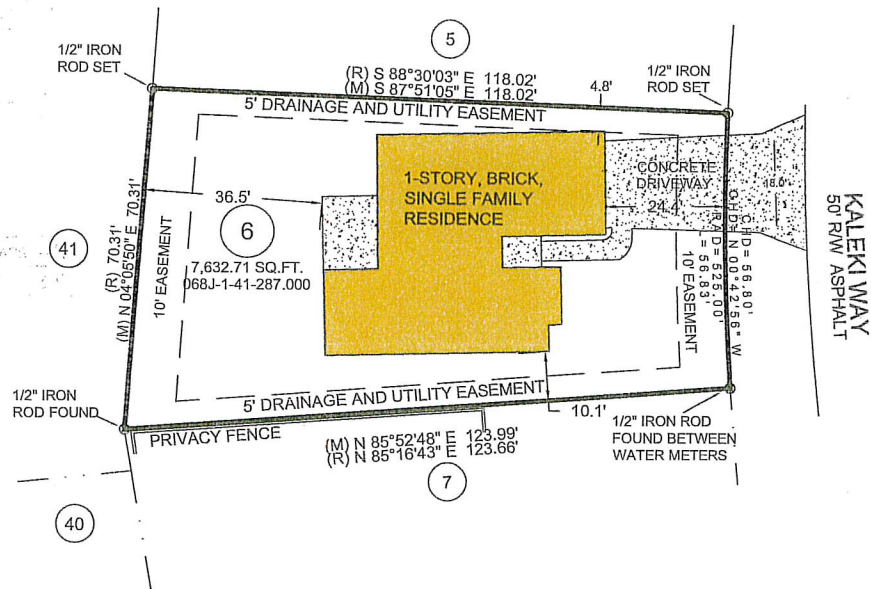 5
1/2" IRON
ROD SET
(R) S 88°30'03" E 118.02'
(M) S 87°51'05" E 118.02'
4.8'
1/2" IRON
ROD SET
5' DRAINAGE AND UTILITY EASEMENT
1-STORY, BRICK,
SINGLE FAMILY
RESIDENCE
CONCRETE
DRIVEWAY
18.0'
24.4'
36.5'
6
7,632.71 SQ.FT.
068J-1-41-287.000
41
(R) 70.31'
(M) N 04°05'50" E 70.31'
10' EASEMENT
10' EASEMENT
CHD= 56.80'
CHD= N 00°42'56" W
RAD= 525.00'
= 56.83'
KALEKI WAY
50' R/W ASPHALT
1/2" IRON
ROD FOUND
5' DRAINAGE AND UTILITY EASEMENT
10.1'
PRIVACY FENCE
(M) N 85°52'48" E 123.99'
(R) N 85°16'43" E 123.66'
1/2" IRON ROD
FOUND BETWEEN
WATER METERS
7
40